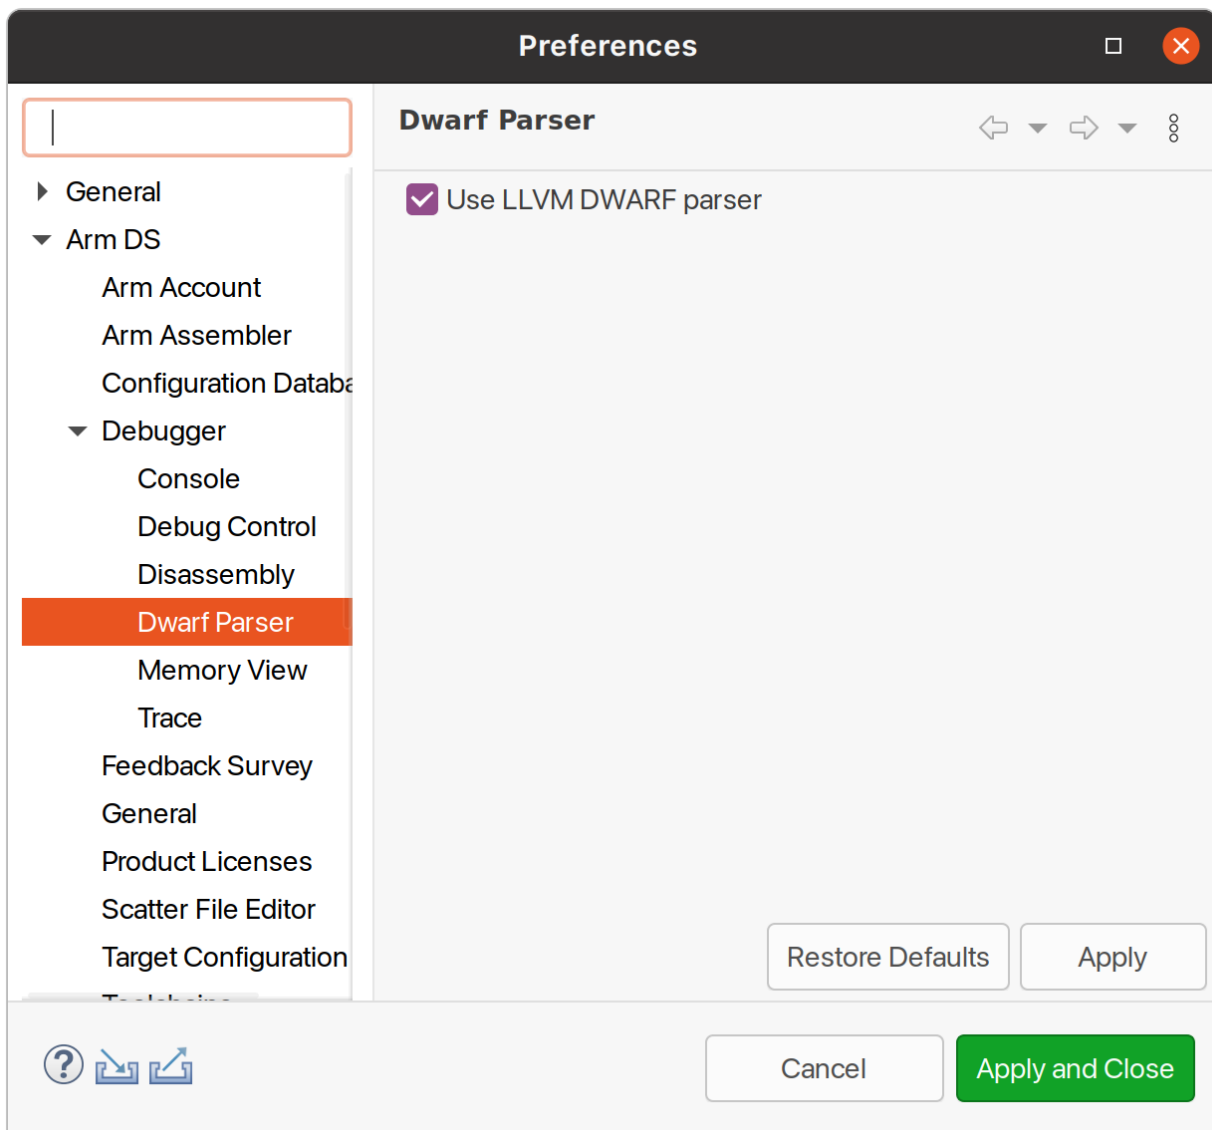 Preferences
Dwarf Parser
General
Use LLVM DWARF parser
Arm DS
Arm Account
Arm Assembler
Configuration Databa
Debugger
Console
Debug Control
Disassembly
Dwarf Parser
Memory View
Trace
Feedback Survey
General
Product Licenses
Scatter File Editor
Target Configuration
Restore Defaults
Apply
Cancel
Apply and Close